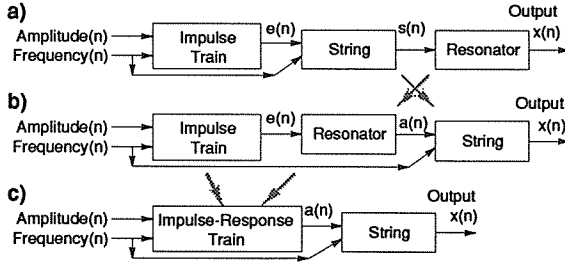 a)
Output
Amplitude(n)
Frequency(n)
Impulse
Train
e(n)
String
s(n)
Resonator
x(n)
b)
Output
Amplitude(n)
Frequency(n)
Impulse
Train
e(n)
Resonator
a(n)
String
x(n)
c)
Output
Amplitude(n)
Frequency(n)
Impulse-Response
Train
a(n)
String
x(n)